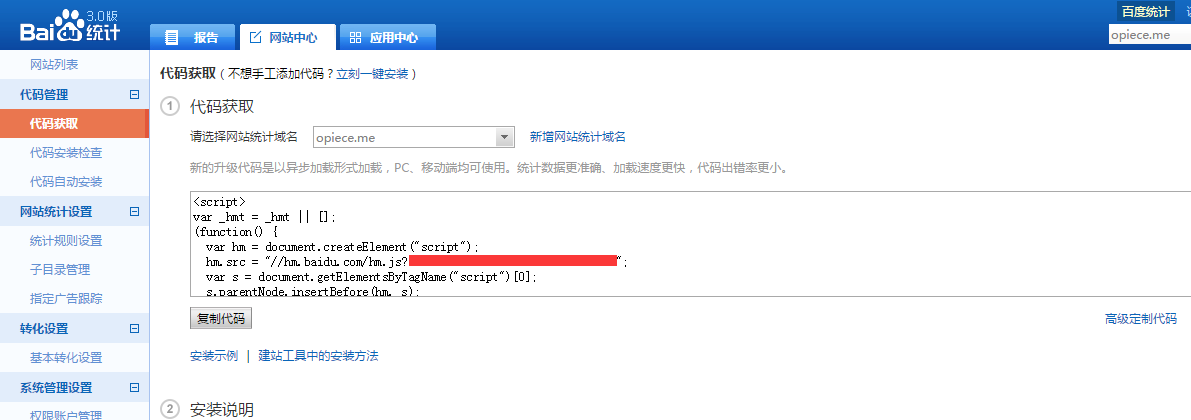 Bai du 统计 3.0版
百度统计
报告
网站中心
应用中心
opiece.me
网站列表
代码管理
代码获取
代码安装检查
代码自动安装
网站统计设置
统计规则设置
子目录管理
指定广告跟踪
转化设置
基本转化设置
系统管理设置
权限账户管理
代码获取（不想手工添加代码？立刻一键安装）
1 代码获取
请选择网站统计域名 opiece.me 新增网站统计域名
新的升级代码是以异步加载形式加载，PC、移动端均可使用。统计数据更准确、加载速度更快，代码出错率更小。
<script>
var _hmt = _hmt || [];
(function() {
  var hm = document.createElement("script");
  hm.src = "//hm.baidu.com/hm.js?";
  var s = document.getElementsByTagName("script")[0];
  s.parentNode.insertBefore(hm, s);
复制代码 高级定制代码
安装示例 | 建站工具中的安装方法
2 安装说明